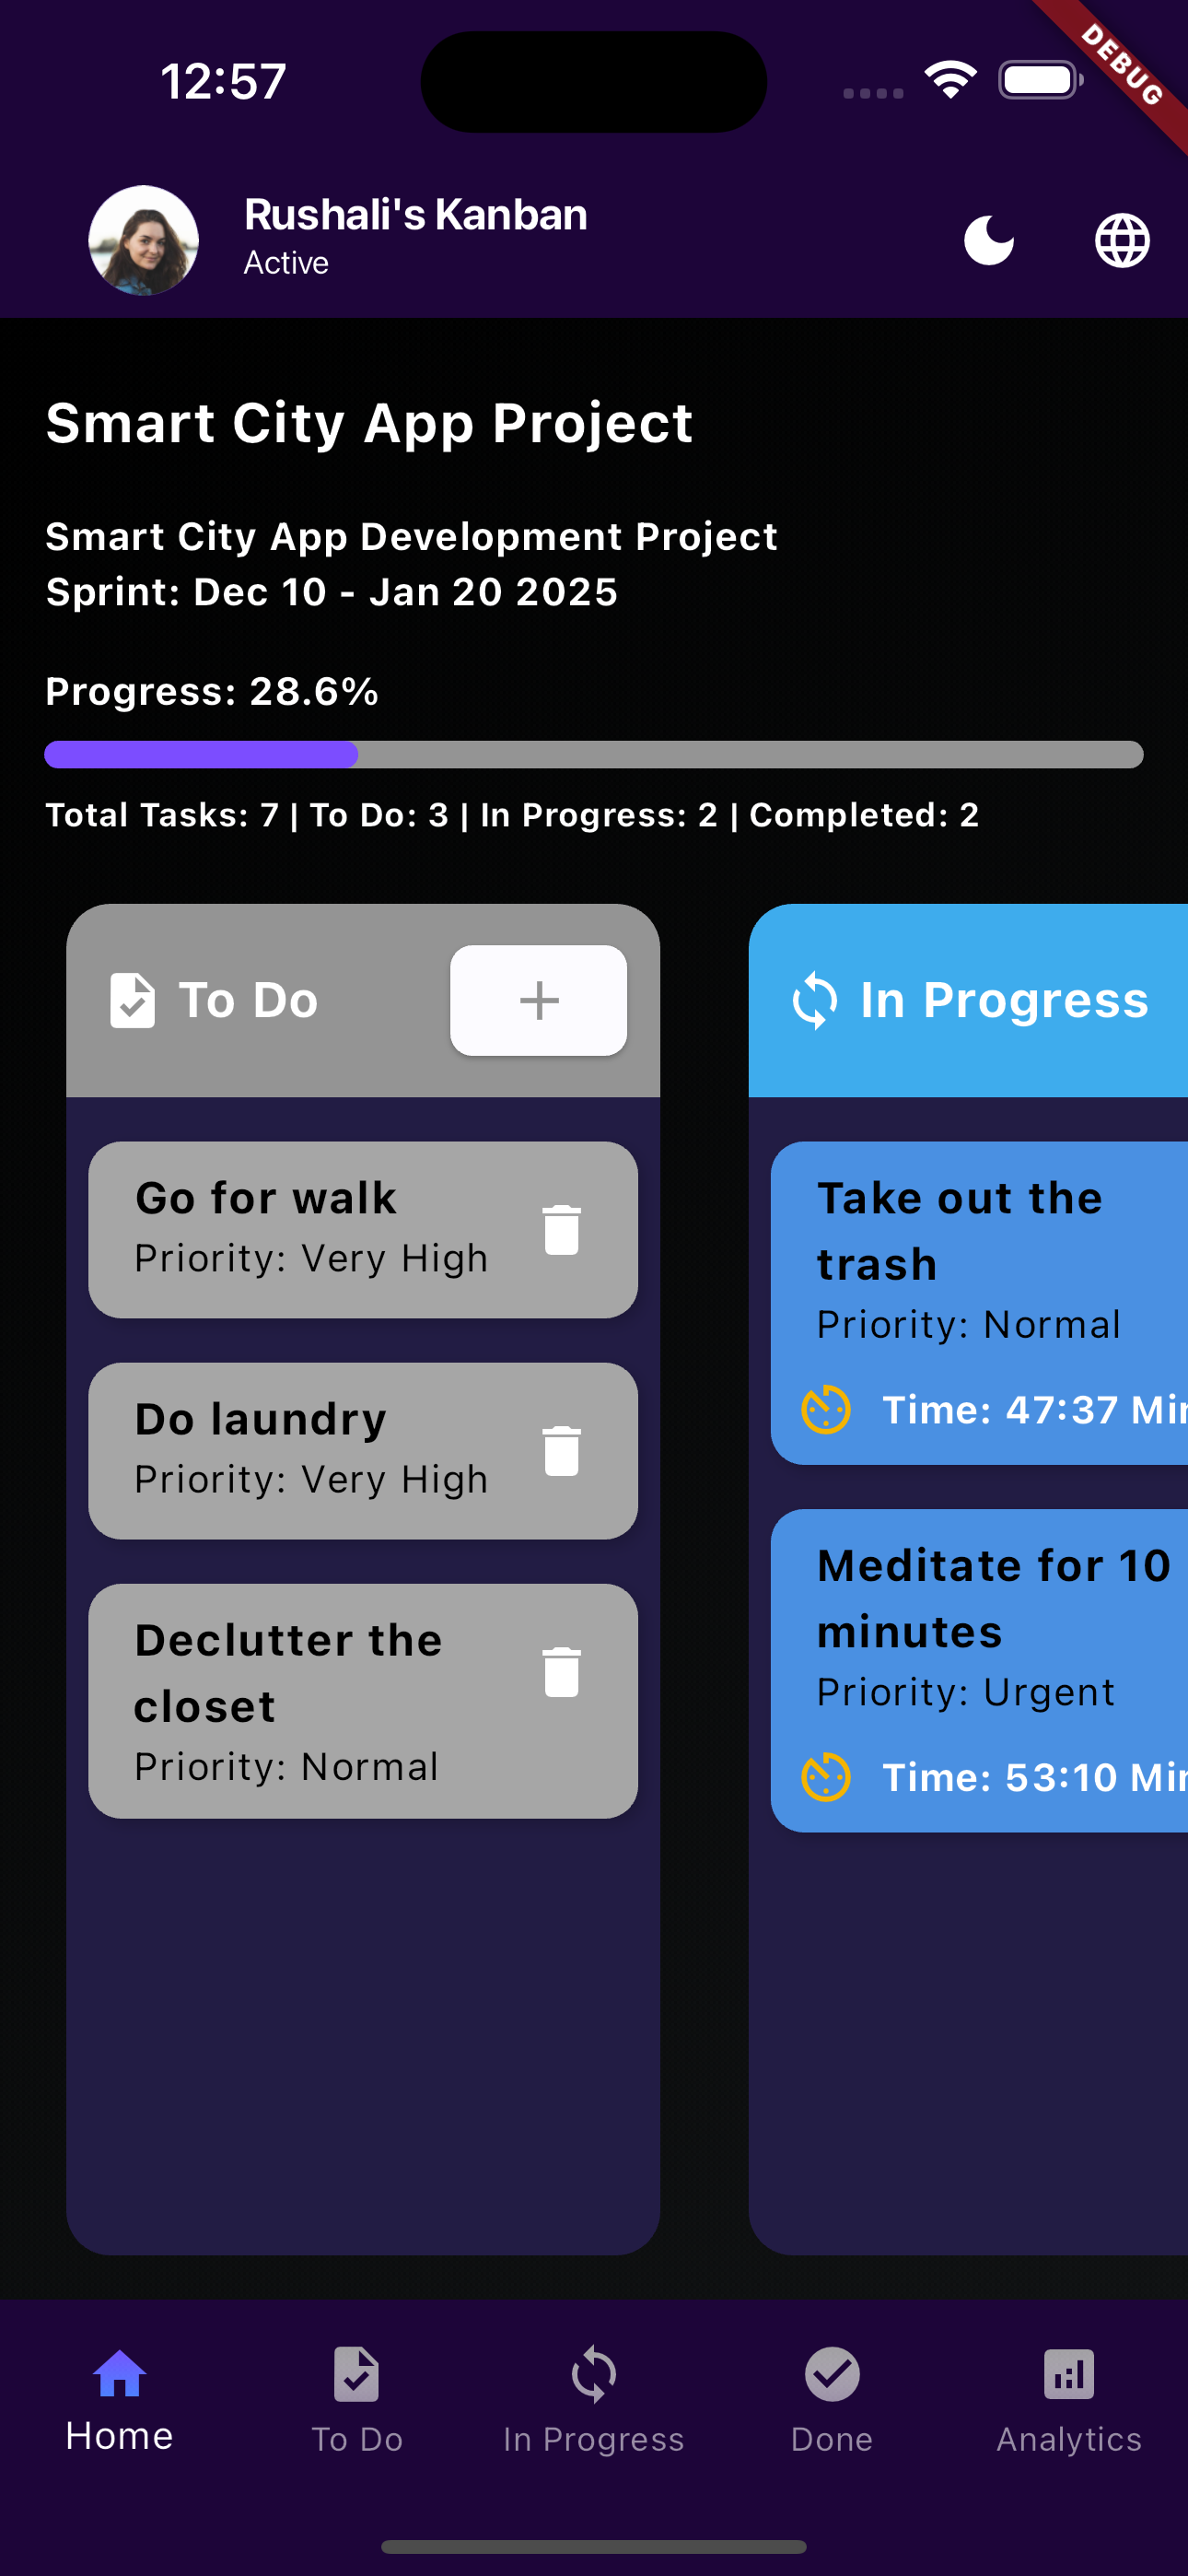 12:57
DEBUG
Rushali's Kanban
Active
Smart City App Project
Smart City App Development Project
Sprint: Dec 10 - Jan 20 2025
Progress: 28.6%
Total Tasks: 7 | To Do: 3 | In Progress: 2 | Completed: 2
To Do
+
Go for walk
Priority: Very High
Do laundry
Priority: Very High
Declutter the
closet
Priority: Normal
In Progress
Take out the
trash
Priority: Normal
Time: 47:37
Meditate for 10
minutes
Priority: Urgent
Time: 53:10
Home
To Do
In Progress
Done
Analytics